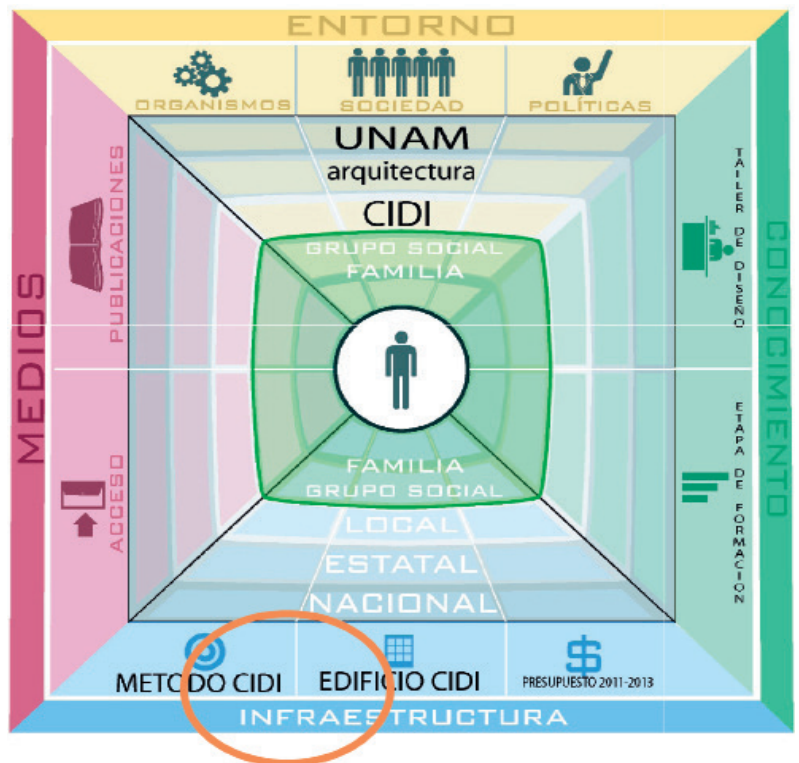 ENTORNO
ORGANISMOS
SOCIEDAD
POLÍTICAS
UNAM
arquitectura
CIDI
GRUPO SOCIAL
FAMILIA
MEDIOS
PUBLICACIONES
ACCESO
TALLER DE DISEÑO
ETAPA DE FORMACION
CONOCIMIENTO
FAMILIA
GRUPO SOCIAL
LOCAL
ESTATAL
NACIONAL
METODO CIDI
EDIFICIO CIDI
$
PRESUPUESTO 2011-2013
INFRAESTRUCTURA